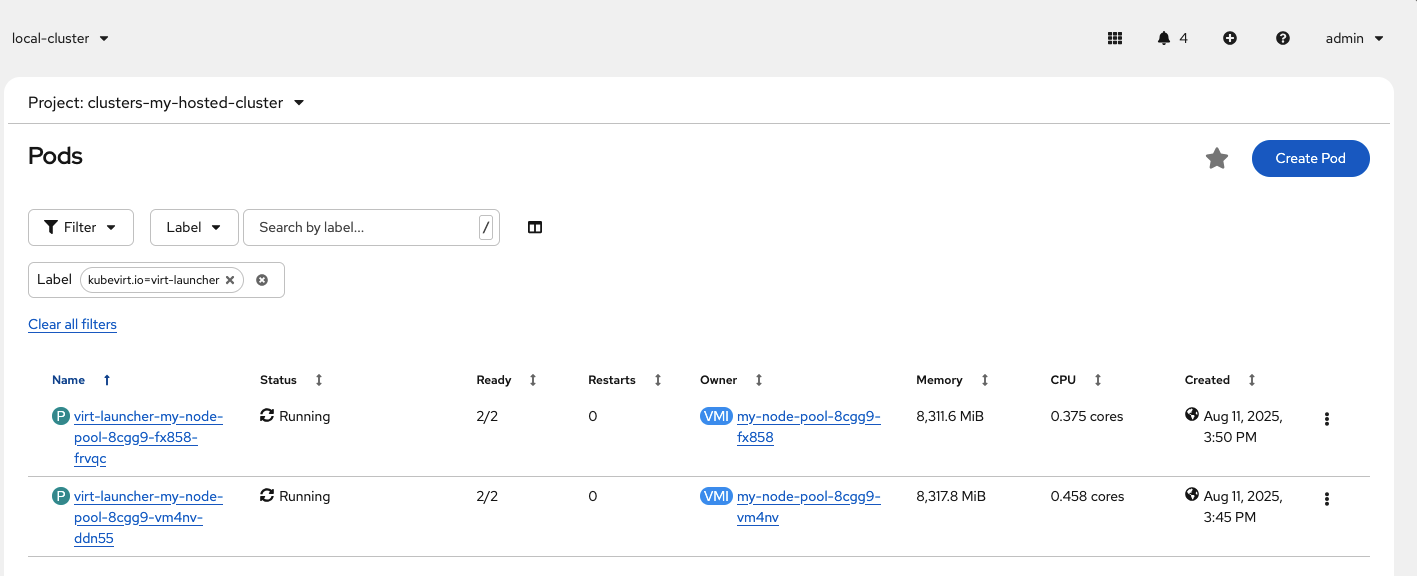 local-cluster
4
admin
Project: clusters-my-hosted-cluster
Pods
Create Pod
Filter
Label
Search by label...
/
Label kubevirt.io=virt-launcher
Clear all filters
Name Status Ready Restarts Owner Memory CPU Created
P virt-launcher-my-node- Running 2/2 0 VMI my-node-pool-8cgg9- 8,311.6 MiB 0.375 cores Aug 11, 2025,
pool-8cgg9-fx858- fx858 3:50 PM
frvqc
P virt-launcher-my-node- Running 2/2 0 VMI my-node-pool-8cgg9- 8,317.8 MiB 0.458 cores Aug 11, 2025,
pool-8cgg9-vm4nv- vm4nv 3:45 PM
ddn55